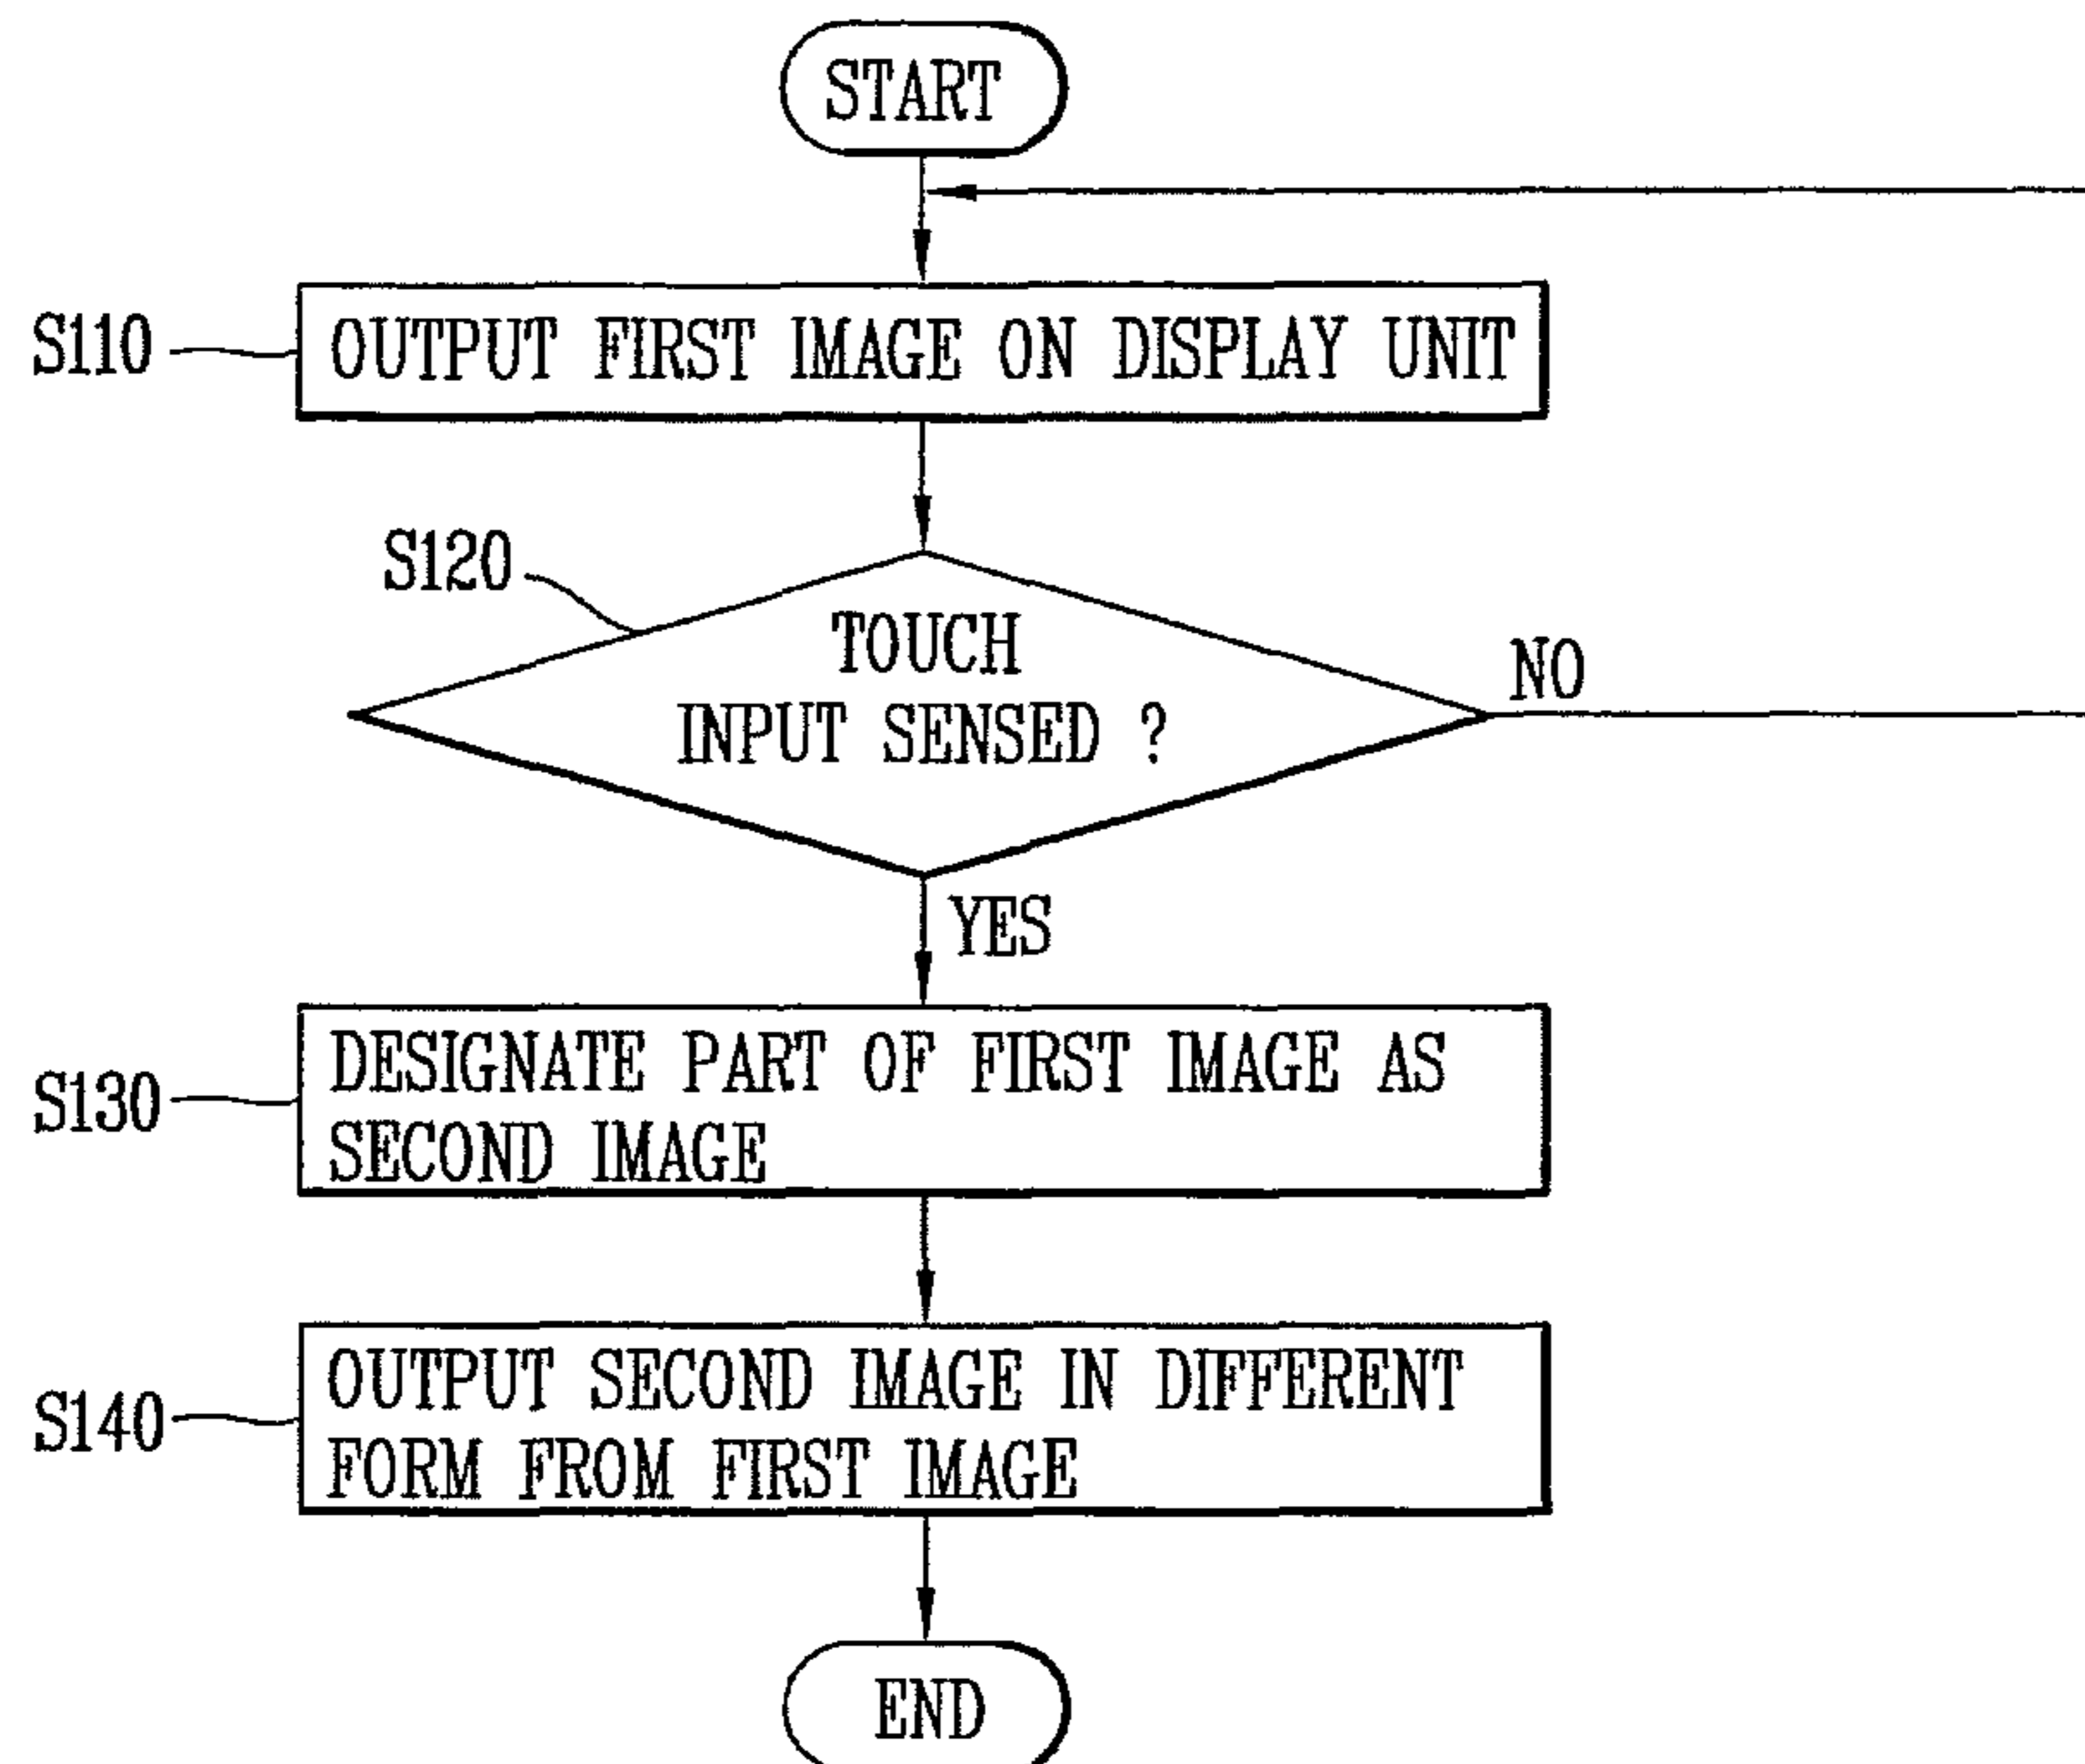 START
S110
OUTPUT FIRST IMAGE ON DISPLAY UNIT
S120
TOUCH
INPUT SENSED ?
NO
YES
S130
DESIGNATE PART OF FIRST IMAGE AS
SECOND IMAGE
S140
OUTPUT SECOND IMAGE IN DIFFERENT
FORM FROM FIRST IMAGE
END